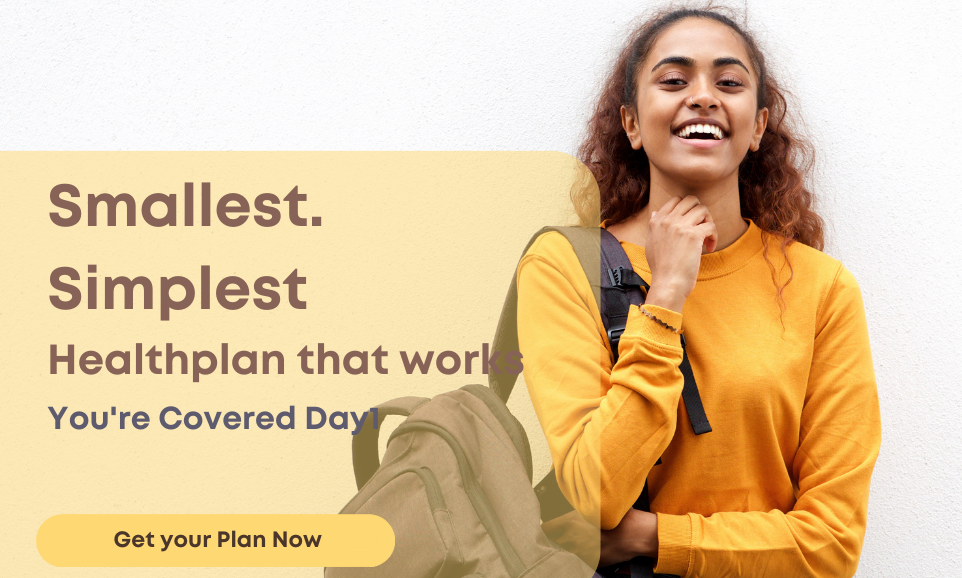 Smallest.
Simplest
Healthplan that works
You're Covered Day1
Get your Plan Now